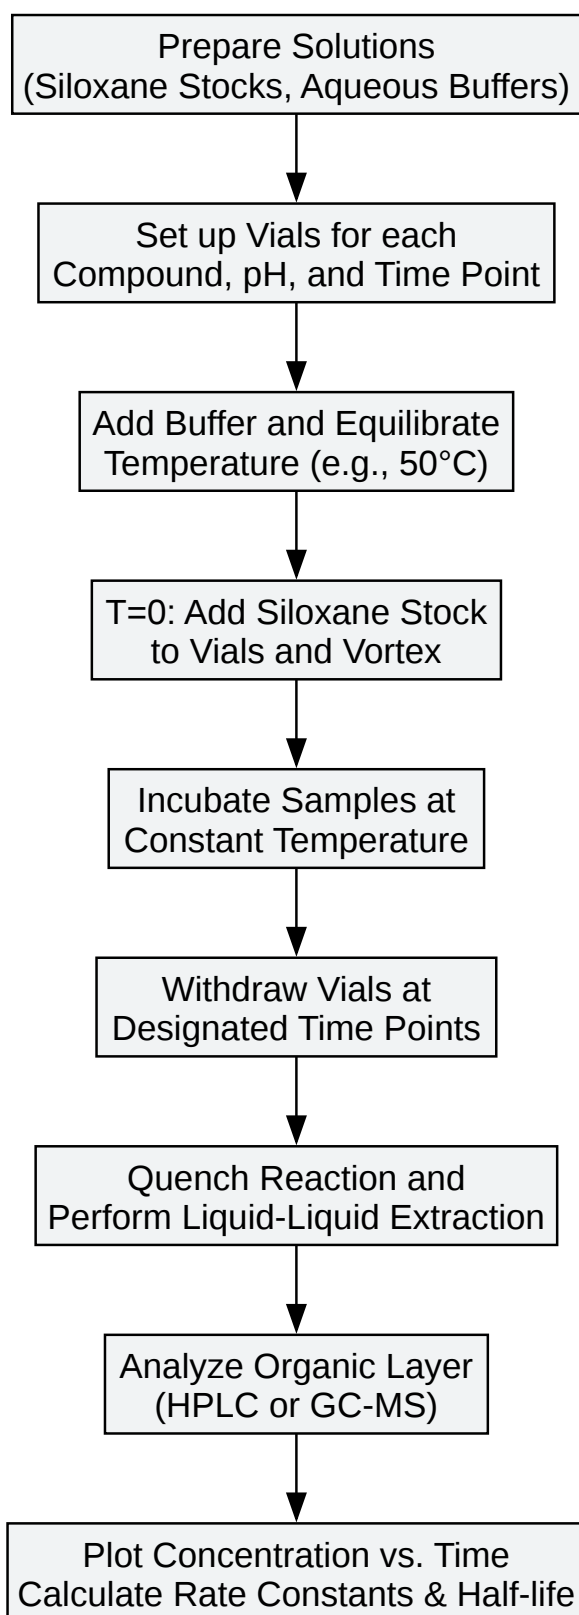 Prepare Solutions
(Siloxane Stocks, Aqueous Buffers)
Set up Vials for each
Compound, pH, and Time Point
Add Buffer and Equilibrate
Temperature (e.g., 50°C)
T=0: Add Siloxane Stock
to Vials and Vortex
Incubate Samples at
Constant Temperature
Withdraw Vials at
Designated Time Points
Quench Reaction and
Perform Liquid-Liquid Extraction
Analyze Organic Layer
(HPLC or GC-MS)
Plot Concentration vs. Time
Calculate Rate Constants & Half-life